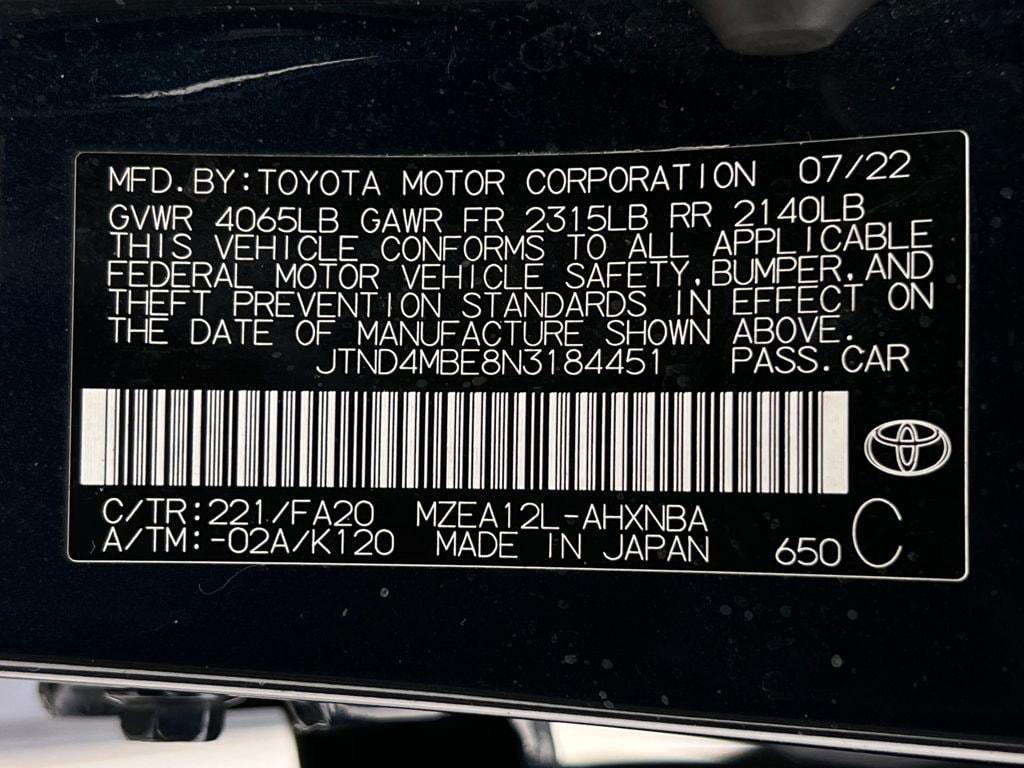 MFD.BY:TOYOTA MOTOR CORPORATION 07/22
GVWR 4065LB GAWR FR 2315LB RR 2140LB
THIS VEHICLE CONFORMS TO ALL APPLICABLE
FEDERAL MOTOR VEHICLE SAFETY,BUMPER,AND
THEFT PREVENTION STANDARDS IN EFFECT ON
THE DATE OF MANUFACTURE SHOWN ABOVE.
JTND4MBE8N3184451 PASS.CAR
C/TR:221/FA20 MZEA12L-AHXNBA
A/TM:-02A/K120 MADE IN JAPAN 650 C